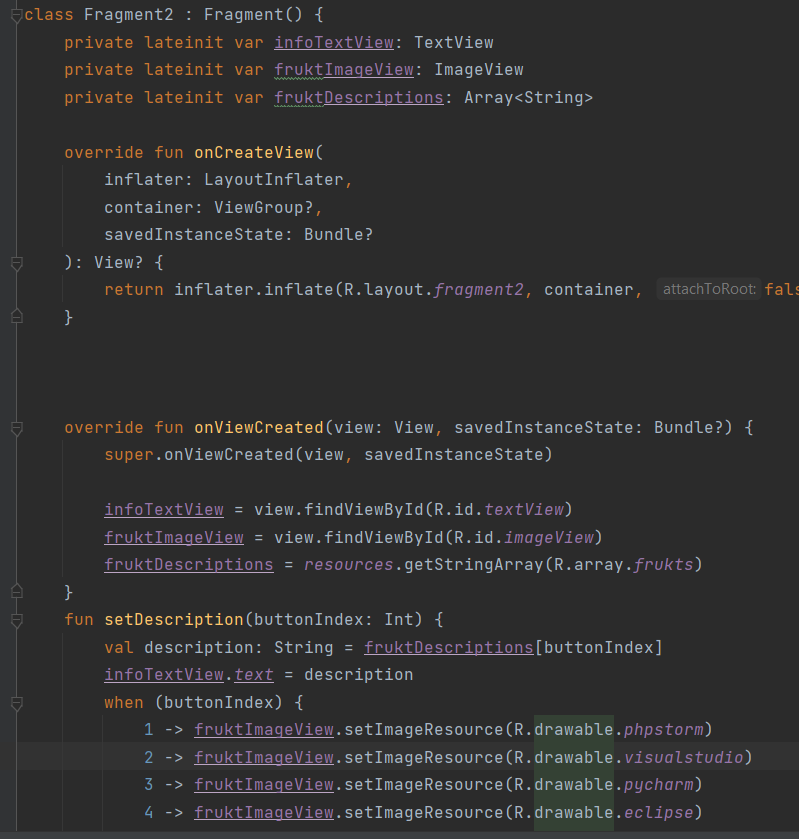 class Fragment2 : Fragment() {
    private lateinit var infoTextView: TextView
    private lateinit var fruktImageView: ImageView
    private lateinit var fruktDescriptions: Array<String>
    override fun onCreateView(
        inflater: LayoutInflater,
        container: ViewGroup?,
        savedInstanceState: Bundle?
    ): View? {
        return inflater.inflate(R.layout.fragment2, container, attachToRoot: fals
    }
    override fun onViewCreated(view: View, savedInstanceState: Bundle?) {
        super.onViewCreated(view, savedInstanceState)
        infoTextView = view.findViewById(R.id.textView)
        fruktImageView = view.findViewById(R.id.imageView)
        fruktDescriptions = resources.getStringArray(R.array.frukts)
    }
    fun setDescription(buttonIndex: Int) {
        val description: String = fruktDescriptions[buttonIndex]
        infoTextView.text = description
        when (buttonIndex) {
            1 -> fruktImageView.setImageResource(R.drawable.phpstorm)
            2 -> fruktImageView.setImageResource(R.drawable.visualstudio)
            3 -> fruktImageView.setImageResource(R.drawable.pycharm)
            4 -> fruktImageView.setImageResource(R.drawable.eclipse)